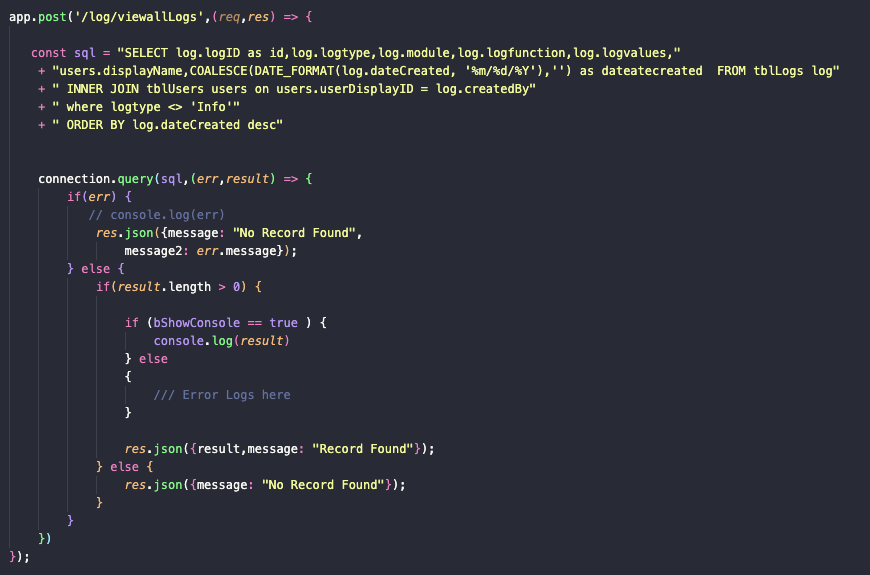 app.post('/log/viewallLogs',(req,res) => {
const sql = "SELECT log.logID as id,log.logtype,log.module,log.logfunction,log.logvalues,"
+ "users.displayName,COALESCE(DATE_FORMAT(log.dateCreated, '%m/%d/%Y'),'') as dateatecreated  FROM tblLogs log"
+ " INNER JOIN tblUsers users on users.userDisplayID = log.createdBy"
+ " where logtype <> 'Info'"
+ " ORDER BY log.dateCreated desc"
connection.query(sql,(err,result) => {
if(err) {
// console.log(err)
res.json({message: "No Record Found",
message2: err.message});
} else {
if(result.length > 0) {
if (bShowConsole == true ) {
console.log(result)
} else
{
/// Error Logs here
}
res.json({result,message: "Record Found"});
} else {
res.json({message: "No Record Found"});
}
}
})
});